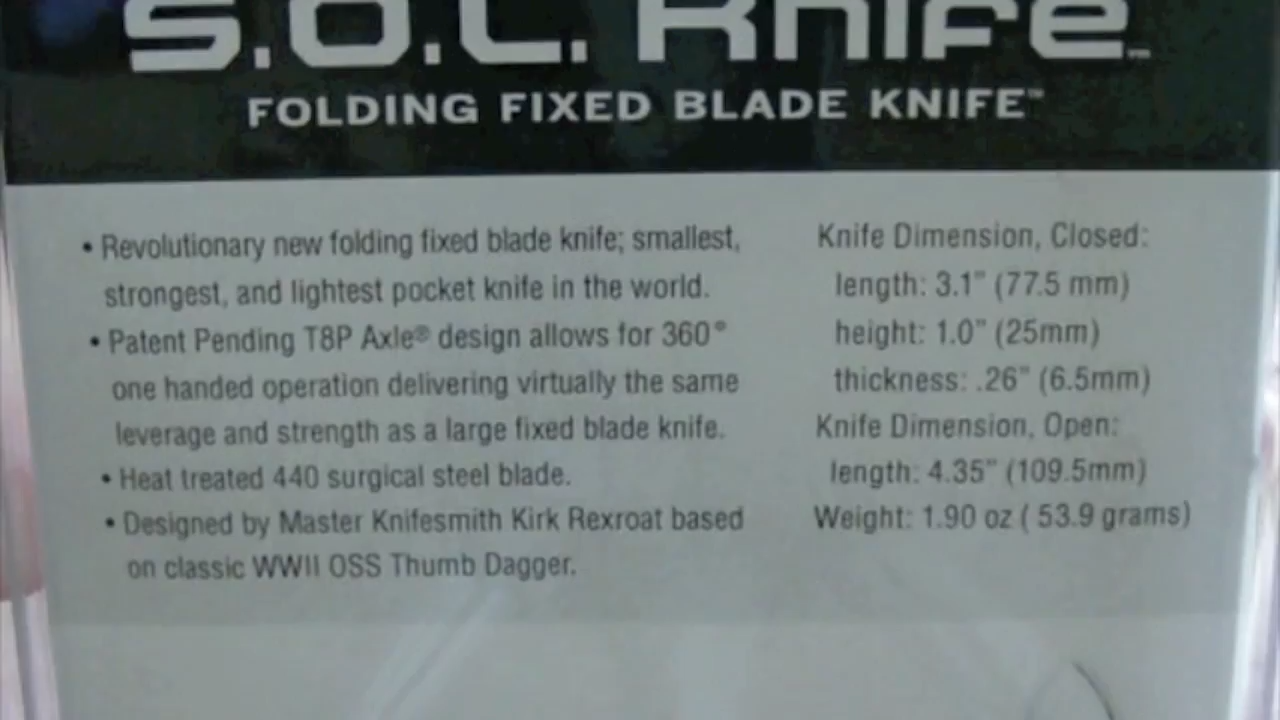 S.O.L. Knife™
FOLDING FIXED BLADE KNIFE™
• Revolutionary new folding fixed blade knife; smallest,
strongest, and lightest pocket knife in the world.
• Patent Pending T8P Axle® design allows for 360°
one handed operation delivering virtually the same
leverage and strength as a large fixed blade knife.
• Heat treated 440 surgical steel blade.
• Designed by Master Knifesmith Kirk Rexroat based
on classic WWII OSS Thumb Dagger.
Knife Dimension, Closed:
length: 3.1" (77.5 mm)
height: 1.0" (25mm)
thickness: .26" (6.5mm)
Knife Dimension, Open:
length: 4.35" (109.5mm)
Weight: 1.90 oz ( 53.9 grams)